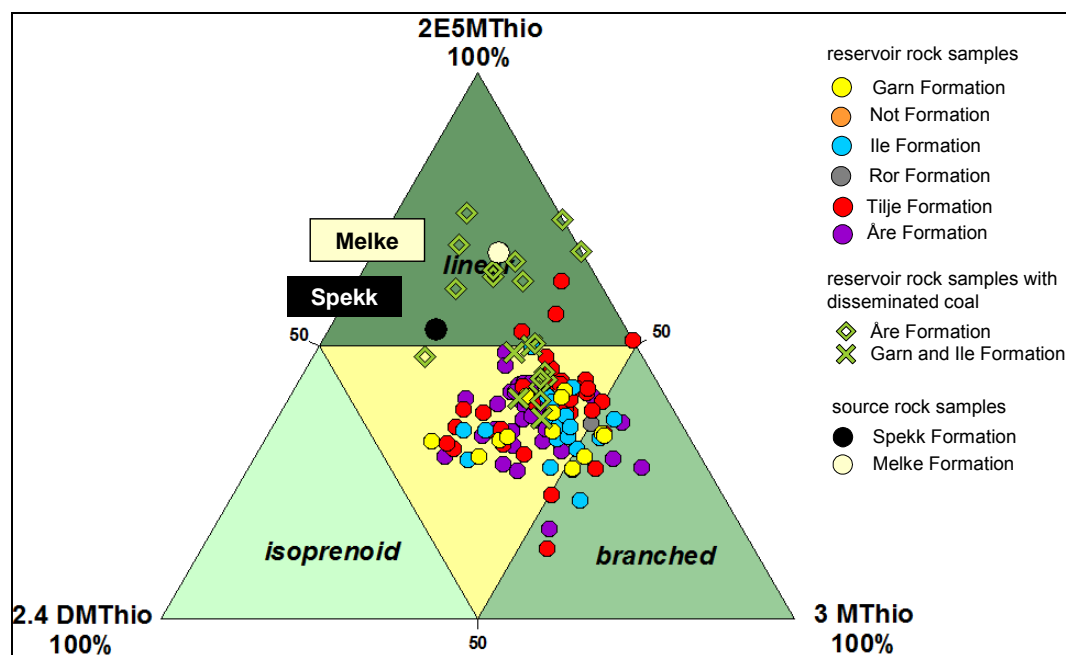 2E5MThio
100%
Melke
linear
Spekk
50
50
isoprenoid
branched
2.4 DMThio
100%
50
3 MThio
100%
reservoir rock samples
Garn Formation
Not Formation
Ile Formation
Ror Formation
Tilje Formation
Åre Formation
reservoir rock samples with
disseminated coal
Åre Formation
Garn and Ile Formation
source rock samples
Spekk Formation
Melke Formation